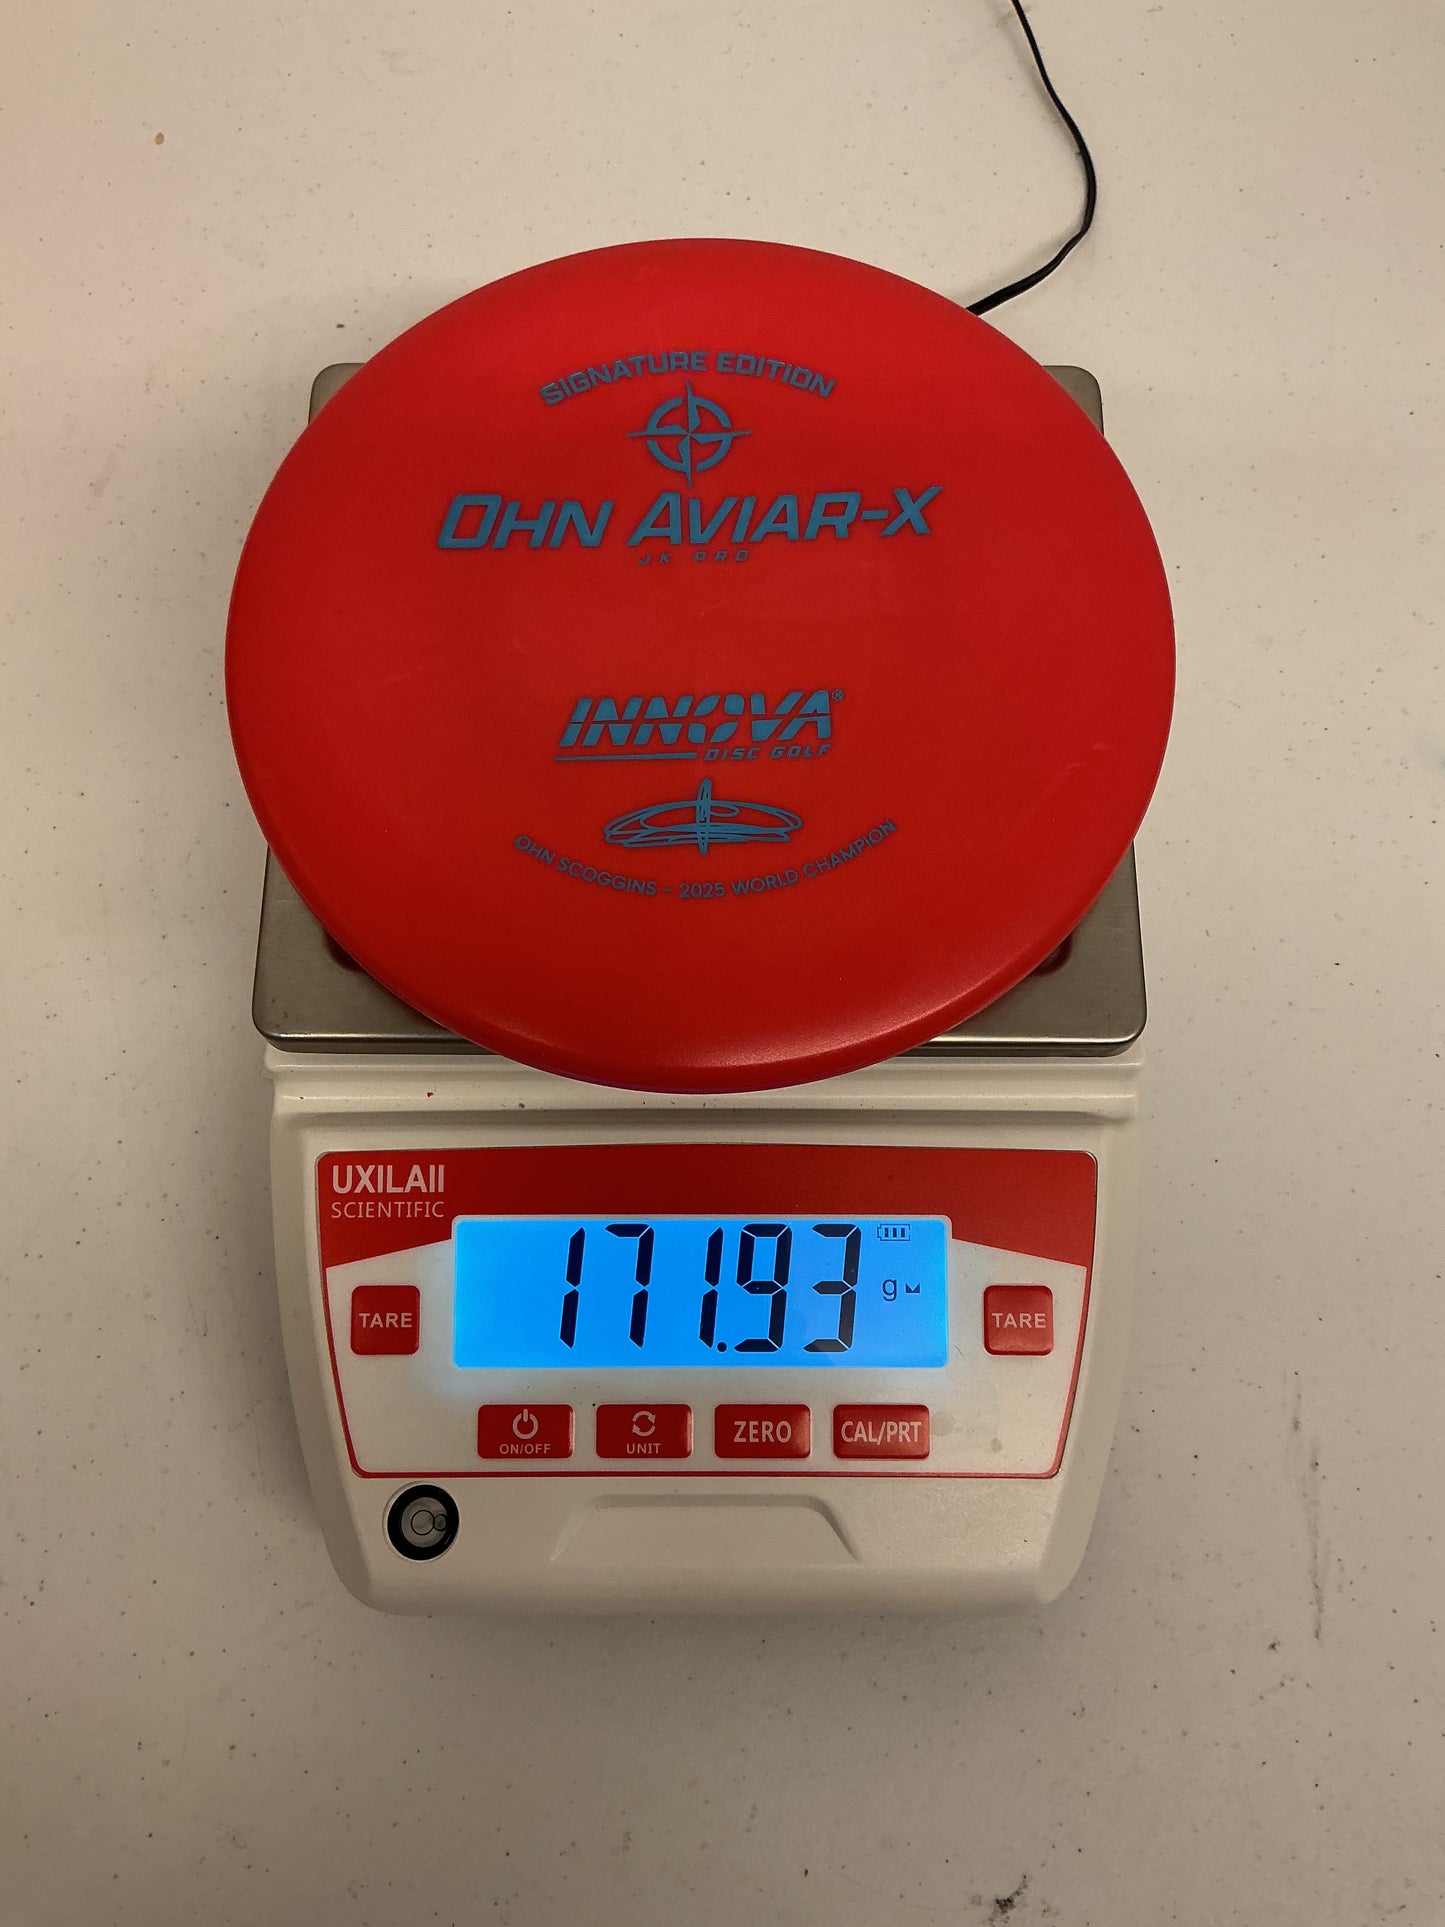 SIGNATURE EDITION
OHN AVIAR-X
JK PRO
INNOVA®
DISC GOLF
OHN SCOGGINS - 2025 WORLD CHAMPION
UXILAII
SCIENTIFIC
171.93 g
TARE
TARE
ON/OFF
UNIT
ZERO
CAL/PRT